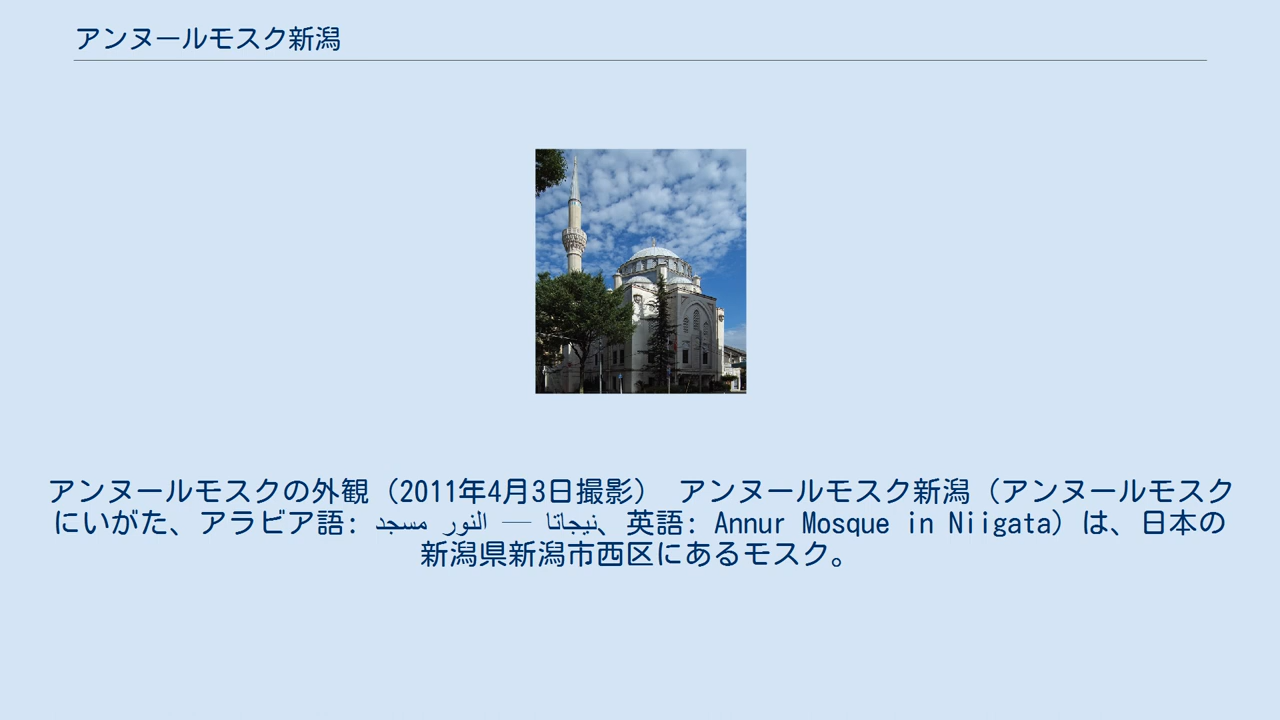 アンヌールモスク新潟
アンヌールモスクの外観（2011年4月3日撮影） アンヌールモスク新潟（アンヌールモスク
にいがた、アラビア語: مسجد النور — نيجاتا、英語: Annur Mosque in Niigata）は、日本の
新潟県新潟市西区にあるモスク。